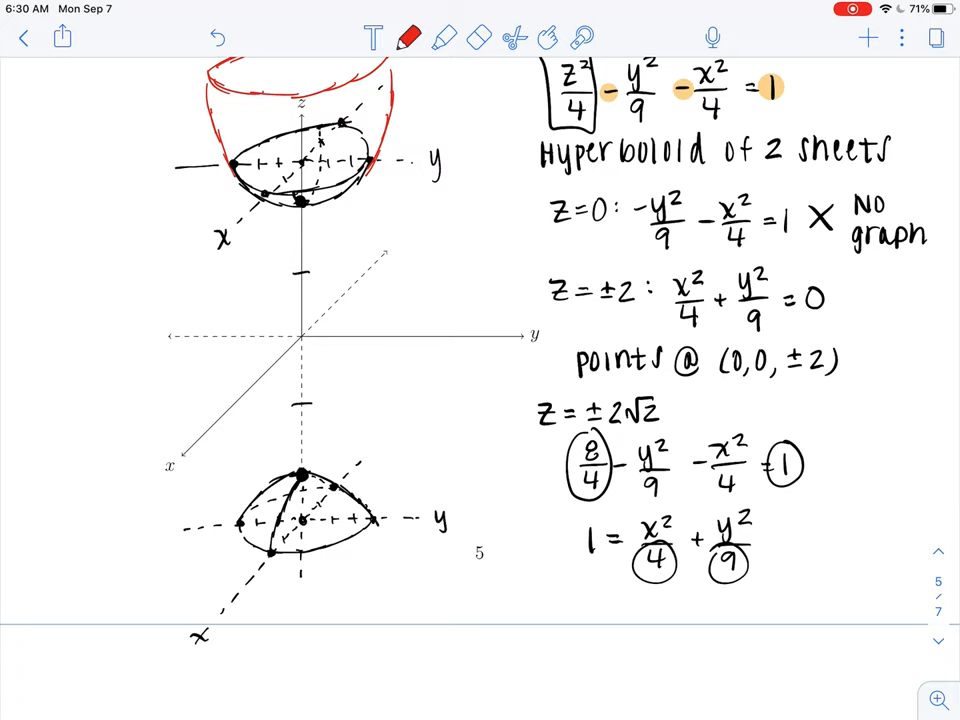 6:30 AM Mon Sep 7
71%
T
z²/4 - y²/9 - x²/4 = 1
Hyperboloid of 2 sheets
z=0: -y²/9 - x²/4 = 1 X No graph
z = ±2: x²/4 + y²/9 = 0
points @ (0,0, ±2)
z = ±2√2
8/4 - y²/9 - x²/4 = 1
1 = x²/4 + y²/9
z
y
x
y
x
y
x
5
5
/
7